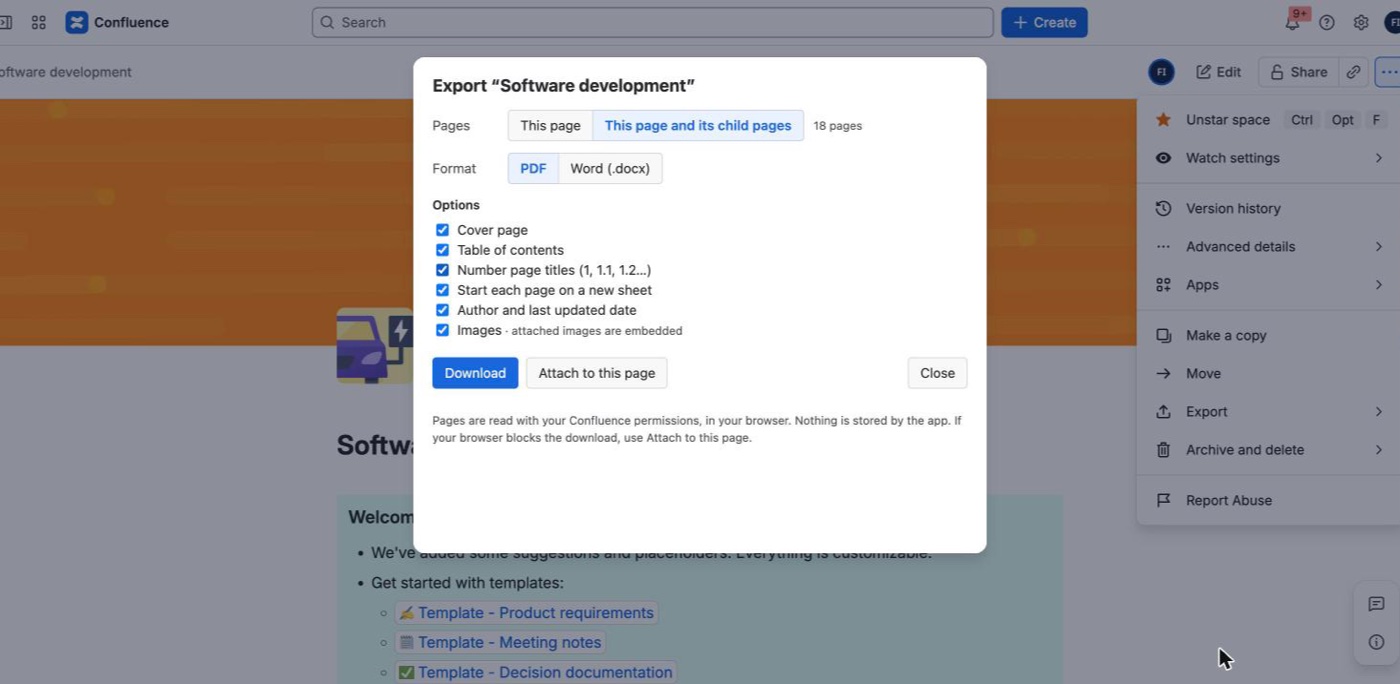 Confluence
Search
+ Create
9+
software development
FI
Edit
Share
Export “Software development”
Pages
This page
This page and its child pages
18 pages
Format
PDF
Word (.docx)
Options
Cover page
Table of contents
Number page titles (1, 1.1, 1.2...)
Start each page on a new sheet
Author and last updated date
Images · attached images are embedded
Download
Attach to this page
Close
Pages are read with your Confluence permissions, in your browser. Nothing is stored by the app. If
your browser blocks the download, use Attach to this page.
Unstar space Ctrl Opt F
Watch settings
Version history
Advanced details
Apps
Make a copy
Move
Export
Archive and delete
Report Abuse
• We've added some suggestions and placeholders. Everything is customizable.
• Get started with templates:
Template - Product requirements
Template - Meeting notes
Template - Decision documentation